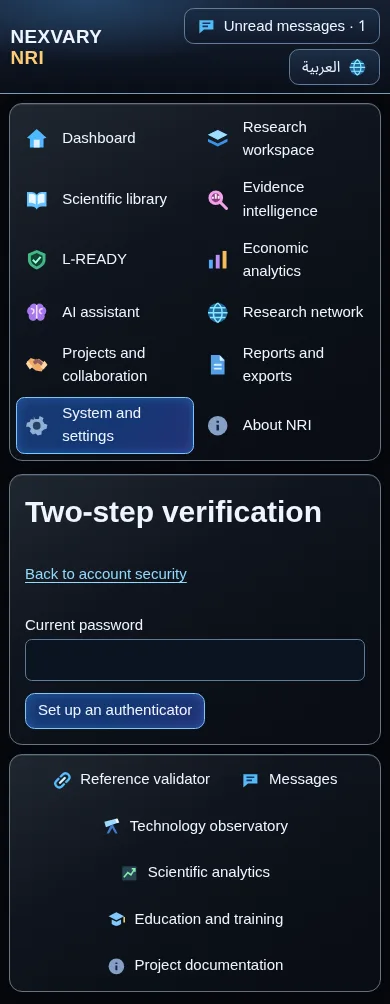 NEXVARY
NRI
Unread messages · 1
العربية
Dashboard
Research
workspace
Scientific library
Evidence
intelligence
L-READY
Economic
analytics
AI assistant
Research network
Projects and
collaboration
Reports and
exports
System and
settings
About NRI
Two-step verification
Back to account security
Current password
Set up an authenticator
Reference validator
Messages
Technology observatory
Scientific analytics
Education and training
Project documentation